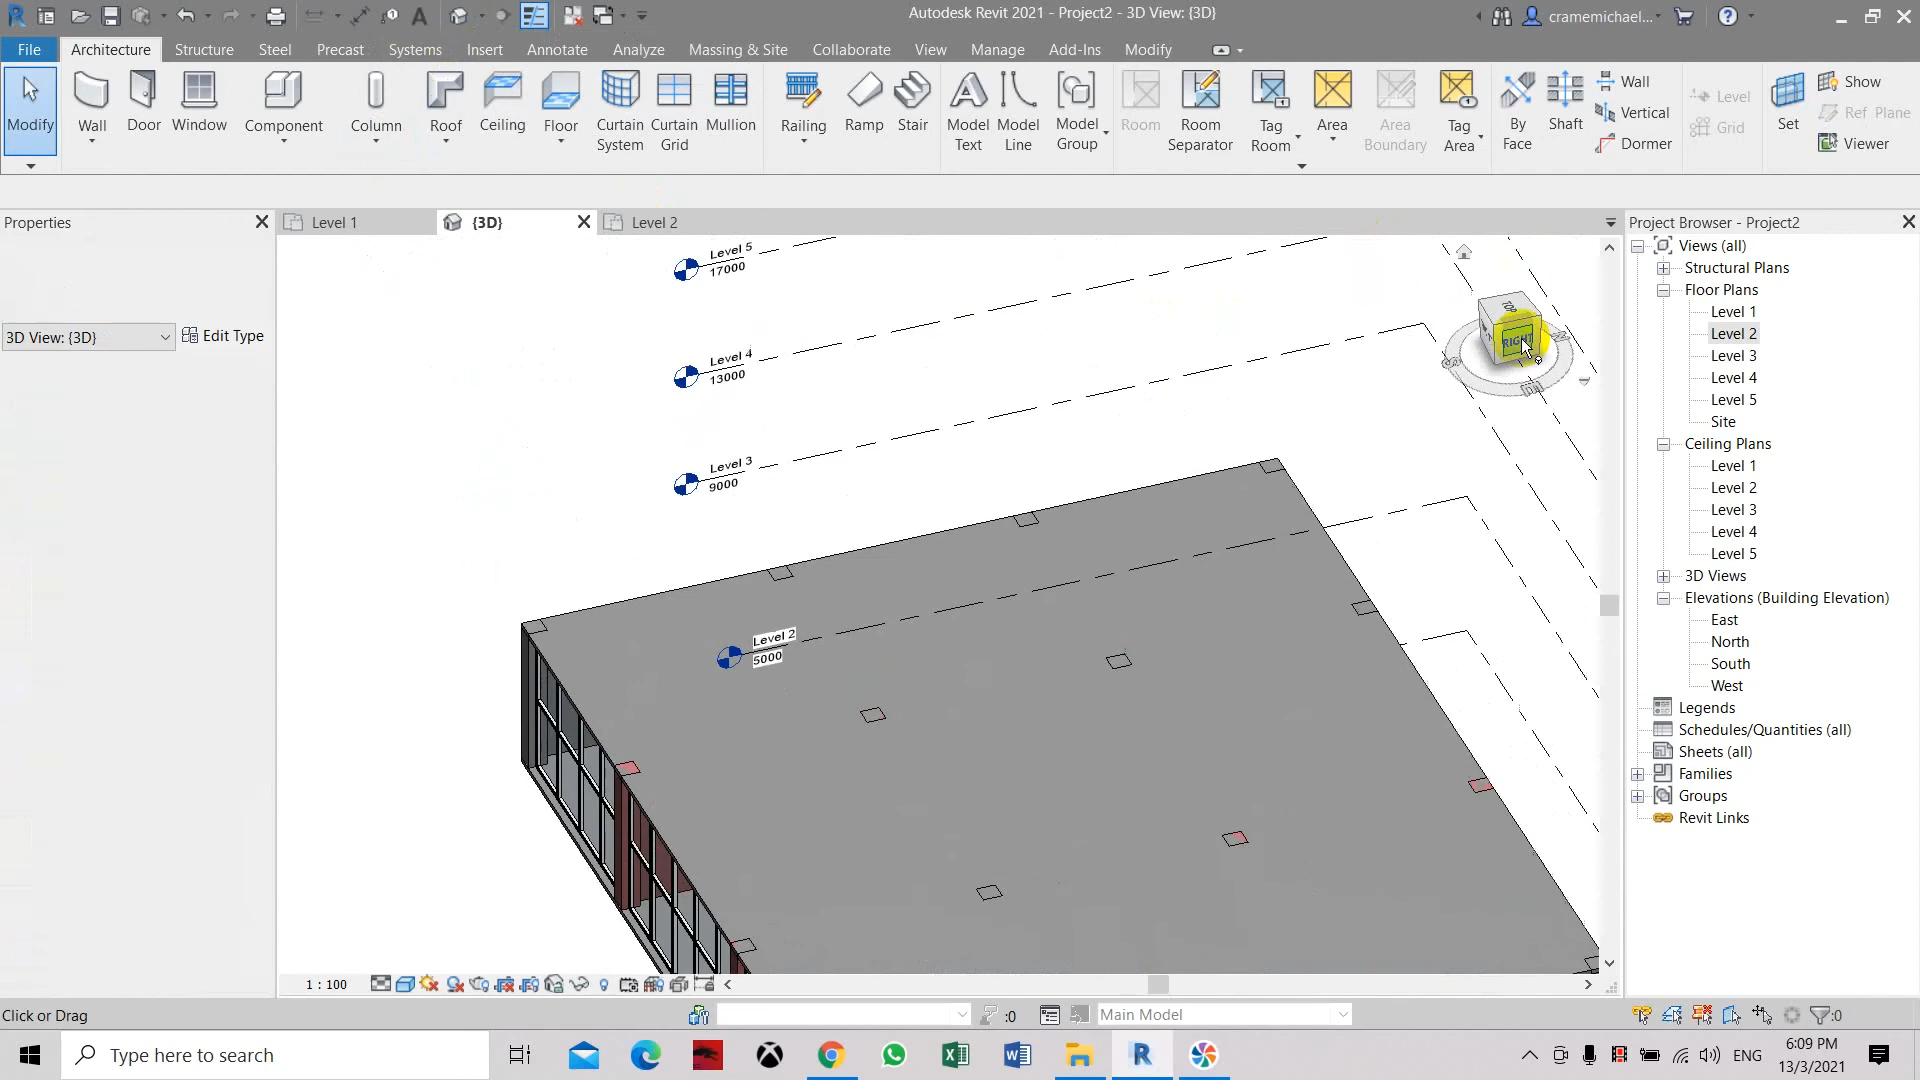 Autodesk Revit 2021 - Project2 - 3D View: {3D}
cramemichael...
File Architecture Structure Steel Precast Systems Insert Annotate Analyze Massing & Site Collaborate View Manage Add-Ins Modify
Modify
Wall
Door
Window
Component
Column
Roof
Ceiling
Floor
Curtain System
Curtain Grid
Mullion
Railing
Ramp
Stair
Model Text
Model Line
Model Group
Room
Room Separator
Tag Room
Area
Area Boundary
Tag Area
By Face
Shaft
Wall
Vertical
Dormer
Level
Grid
Set
Show
Ref Plane
Viewer
Properties
3D View: {3D}
Edit Type
Level 1
{3D}
Level 2
Level 5
17000
Level 4
13000
Level 3
9000
Level 2
5000
TOP
RIGHT
Project Browser - Project2
Views (all)
Structural Plans
Floor Plans
Level 1
Level 2
Level 3
Level 4
Level 5
Site
Ceiling Plans
Level 1
Level 2
Level 3
Level 4
Level 5
3D Views
Elevations (Building Elevation)
East
North
South
West
Legends
Schedules/Quantities (all)
Sheets (all)
Families
Groups
Revit Links
1 : 100
Click or Drag
:0
Main Model
:0
Type here to search
ENG
6:09 PM
13/3/2021